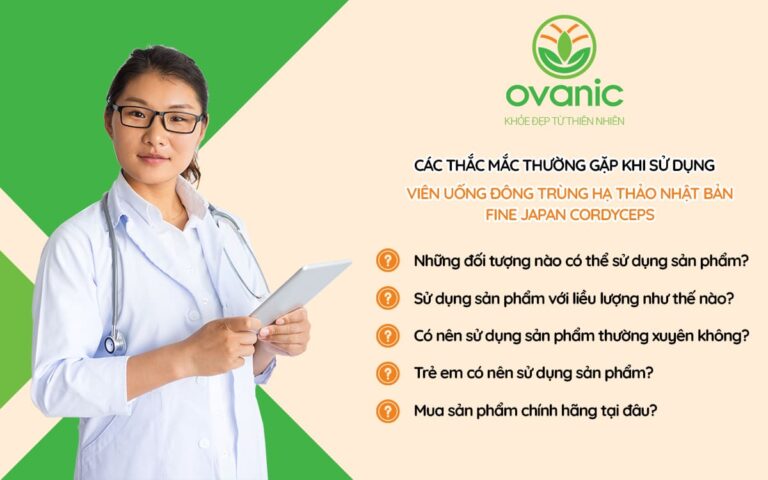 ovanic
KHỎE ĐẸP TỪ THIÊN NHIÊN
CÁC THẮC MẮC THƯỜNG GẶP KHI SỬ DỤNG
VIÊN UỐNG ĐÔNG TRÙNG HẠ THẢO NHẬT BẢN
FINE JAPAN CORDYCEPS
Những đối tượng nào có thể sử dụng sản phẩm?
Sử dụng sản phẩm với liều lượng như thế nào?
Có nên sử dụng sản phẩm thường xuyên không?
Trẻ em có nên sử dụng sản phẩm?
Mua sản phẩm chính hãng tại đâu?